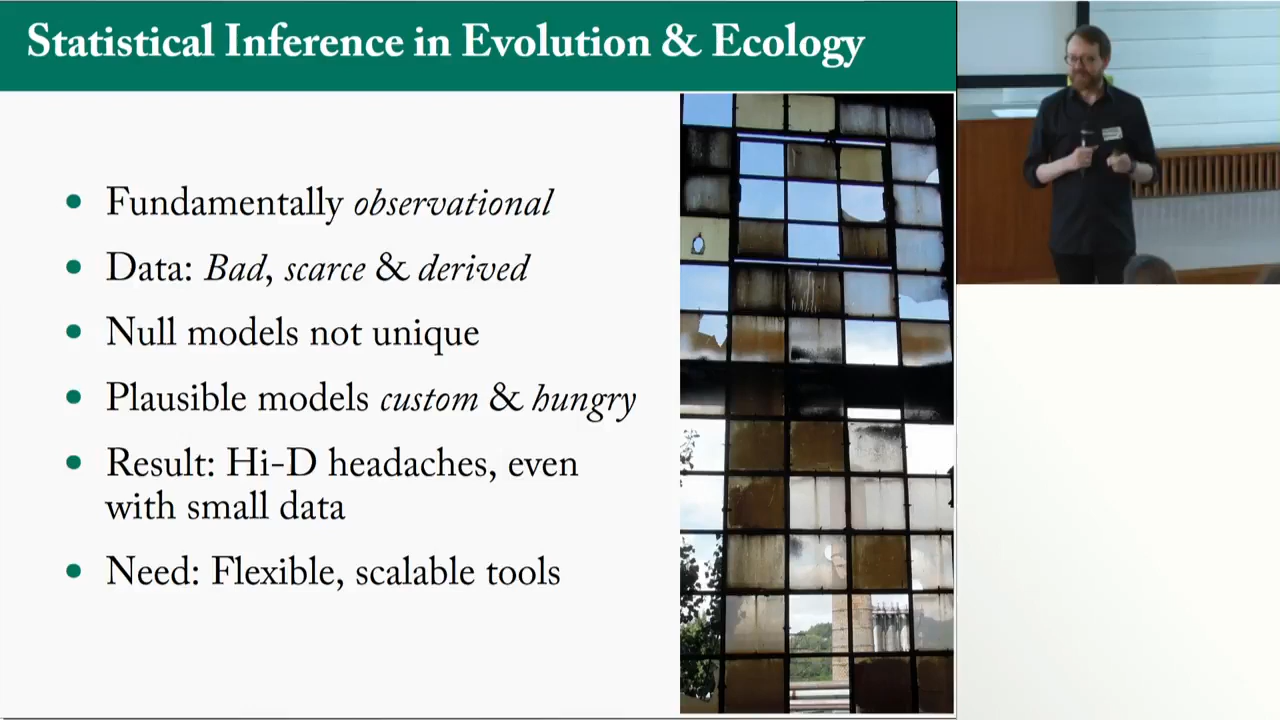 Statistical Inference in Evolution & Ecology
• Fundamentally observational
• Data: Bad, scarce & derived
• Null models not unique
• Plausible models custom & hungry
• Result: Hi-D headaches, even
with small data
• Need: Flexible, scalable tools